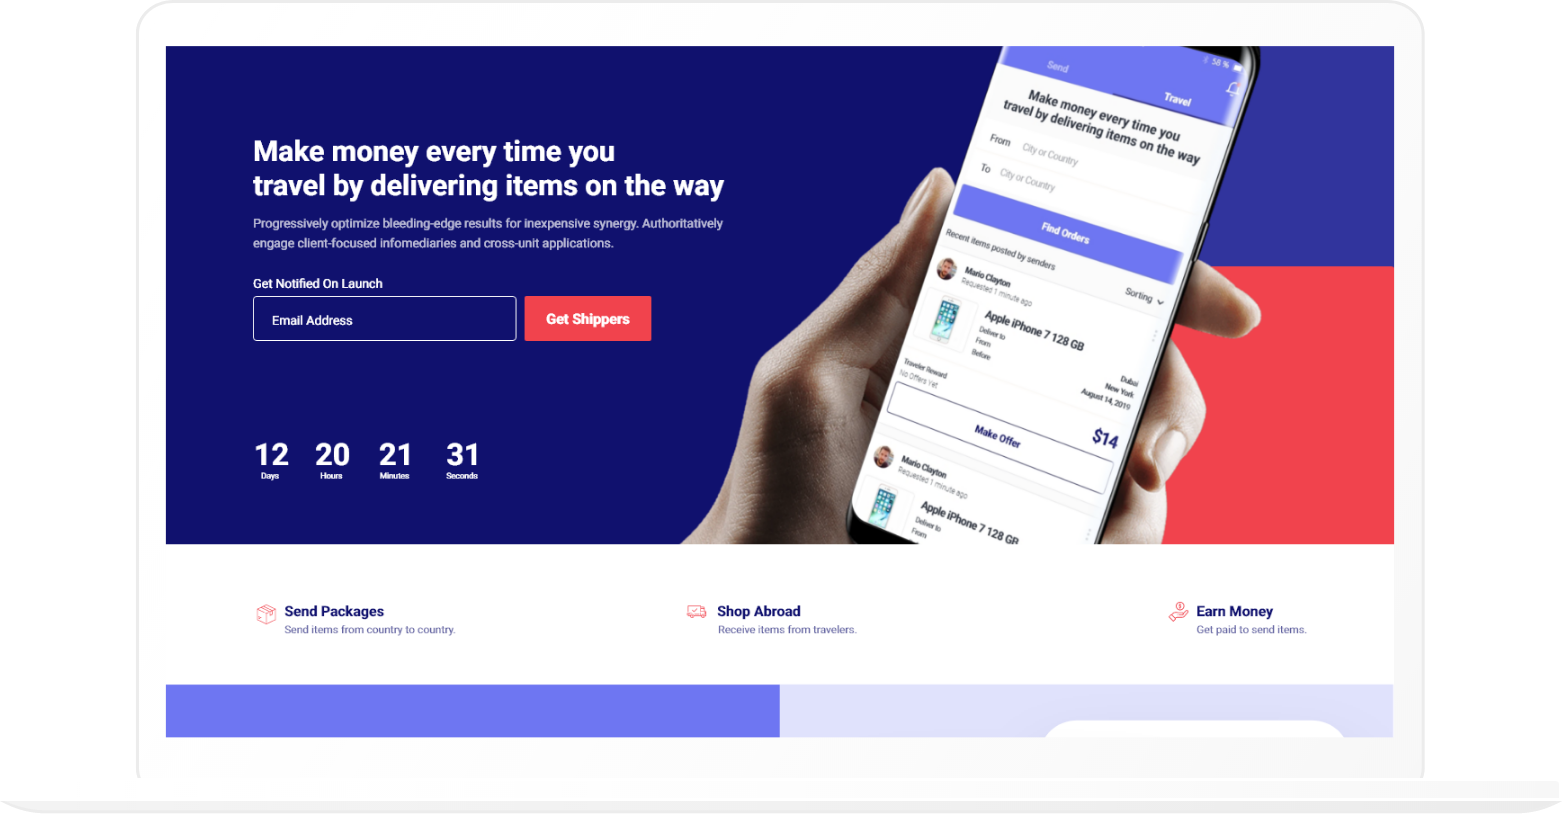 Make money every time you
travel by delivering items on the way
Progressively optimize bleeding-edge results for inexpensive synergy. Authoritatively
engage client-focused infomediaries and cross-unit applications.
Get Notified On Launch
Email Address
Get Shippers
12
20
21
31
Days
Hours
Minutes
Seconds
58 %
Send
Travel
Make money every time you
travel by delivering items on the way
From
City or Country
To
City or Country
Find Orders
Recent items posted by senders
Sorting
Mario Clayton
Requested 1 minute ago
Apple iPhone 7 128 GB
Deliver to
Dubai
From
New York
Before
August 14, 2019
Traveler Reward
No Offers Yet
$14
Make Offer
Mario Clayton
Requested 1 minute ago
Apple iPhone 7 128 GB
Deliver to
From
Send Packages
Send items from country to country.
Shop Abroad
Receive items from travelers.
Earn Money
Get paid to send items.